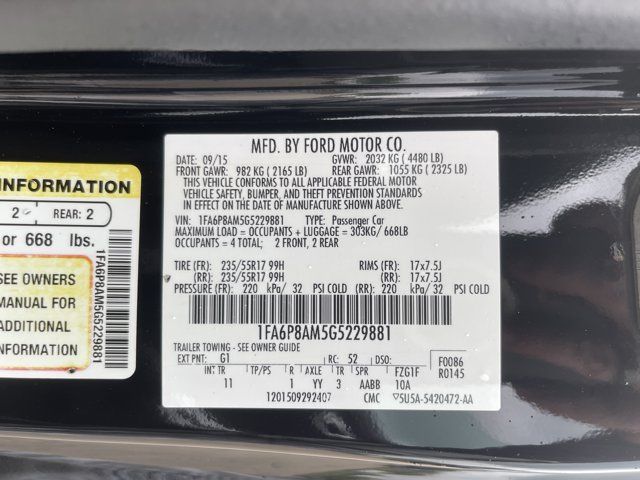 INFORMATION
2 REAR: 2
or 668 lbs.
SEE OWNERS
MANUAL FOR
ADDITIONAL
INFORMATION
1FA6P8AM5G5229881
MFD. BY FORD MOTOR CO.
DATE: 09/15 GVWR: 2032 KG ( 4480 LB)
FRONT GAWR: 982 KG ( 2165 LB) REAR GAWR: 1055 KG ( 2325 LB)
THIS VEHICLE CONFORMS TO ALL APPLICABLE FEDERAL MOTOR
VEHICLE SAFETY, BUMPER, AND THEFT PREVENTION STANDARDS
IN EFFECT ON THE DATE OF MANUFACTURE SHOWN ABOVE.
VIN: 1FA6P8AM5G5229881 TYPE: Passenger Car
MAXIMUM LOAD = OCCUPANTS + LUGGAGE = 303KG/ 668LB
OCCUPANTS = 4 TOTAL: 2 FRONT, 2 REAR
TIRE (FR): 235/55R17 99H RIMS (FR): 17x7.5J
(RR): 235/55R17 99H (RR): 17x7.5J
PRESSURE (FR): 220 kPa/ 32 PSI COLD (RR): 220 kPa/ 32 PSI COLD
1FA6P8AM5G5229881
TRAILER TOWING - SEE OWNER GUIDE
EXT PNT: G1 RC: 52 DSO: F0086
R0145
INT TR TP/PS R AXLE TR SPR FZG1F
11 1 YY 3 AABB 10A
1201509292407 CMC ▽5U5A-5420472-AA